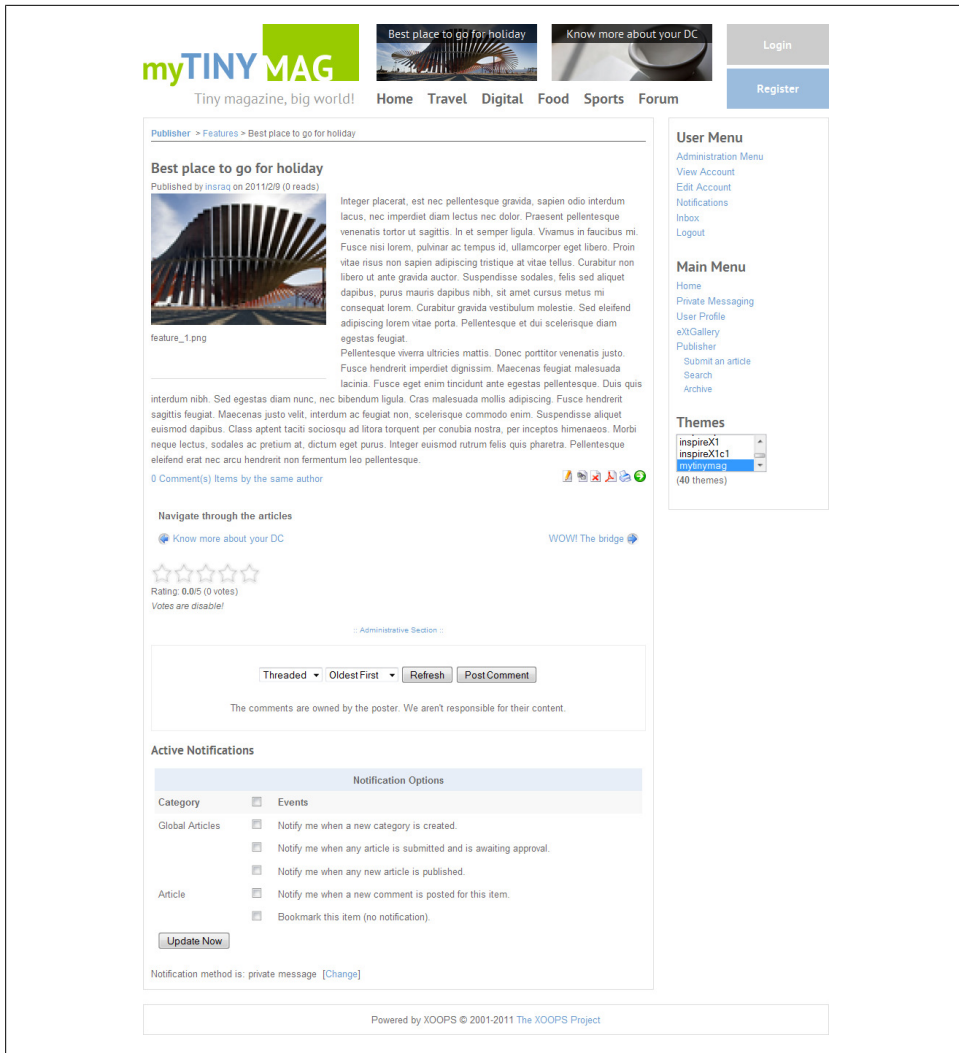 myTINY MAG
Tiny magazine, big world!
Best place to go for holiday
Know more about your DC
Login
Register
Home Travel Digital Food Sports Forum
Publisher > Features > Best place to go for holiday
Best place to go for holiday
Published by insraq on 2011/2/9 (0 reads)
Integer placerat, est nec pellentesque gravida, sapien odio interdum
lacus, nec imperdiet diam lectus nec dolor. Praesent pellentesque
venenatis tortor ut sagittis. In et semper ligula. Vivamus in faucibus mi.
Fusce nisi lorem, pulvinar ac tempus id, ullamcorper eget libero. Proin
vitae risus non sapien adipiscing tristique at vitae tellus. Curabitur non
libero ut ante gravida auctor. Suspendisse sodales, felis sed aliquet
dapibus, purus mauris dapibus nibh, sit amet cursus metus mi
consequat lorem. Curabitur gravida vestibulum molestie. Sed eleifend
adipiscing lorem vitae porta. Pellentesque et dui scelerisque diam
egestas feugiat.
feature_1.png
Pellentesque viverra ultricies mattis. Donec porttitor venenatis justo.
Fusce hendrerit imperdiet dignissim. Maecenas feugiat malesuada
lacinia. Fusce eget enim tincidunt ante egestas pellentesque. Duis quis
interdum nibh. Sed egestas diam nunc, nec bibendum ligula. Cras malesuada mollis adipiscing. Fusce hendrerit
sagittis feugiat. Maecenas justo velit, interdum ac feugiat non, scelerisque commodo enim. Suspendisse aliquet
euismod dapibus. Class aptent taciti sociosqu ad litora torquent per conubia nostra, per inceptos himenaeos. Morbi
neque lectus, sodales ac pretium at, dictum eget purus. Integer euismod rutrum felis quis pharetra. Pellentesque
eleifend erat nec arcu hendrerit non fermentum leo pellentesque.
0 Comment(s) Items by the same author
Navigate through the articles
Know more about your DC
WOW! The bridge
Rating: 0.0/5 (0 votes)
Votes are disable!
:: Administrative Section ::
Threaded Oldest First Refresh Post Comment
The comments are owned by the poster. We aren't responsible for their content.
Active Notifications
Notification Options
Category Events
Global Articles Notify me when a new category is created.
Notify me when any article is submitted and is awaiting approval.
Notify me when any new article is published.
Article Notify me when a new comment is posted for this item.
Bookmark this item (no notification).
Update Now
Notification method is: private message [Change]
User Menu
Administration Menu
View Account
Edit Account
Notifications
Inbox
Logout
Main Menu
Home
Private Messaging
User Profile
eXtGallery
Publisher
Submit an article
Search
Archive
Themes
inspireX1
inspireX1c1
mytinymag
(40 themes)
Powered by XOOPS © 2001-2011 The XOOPS Project